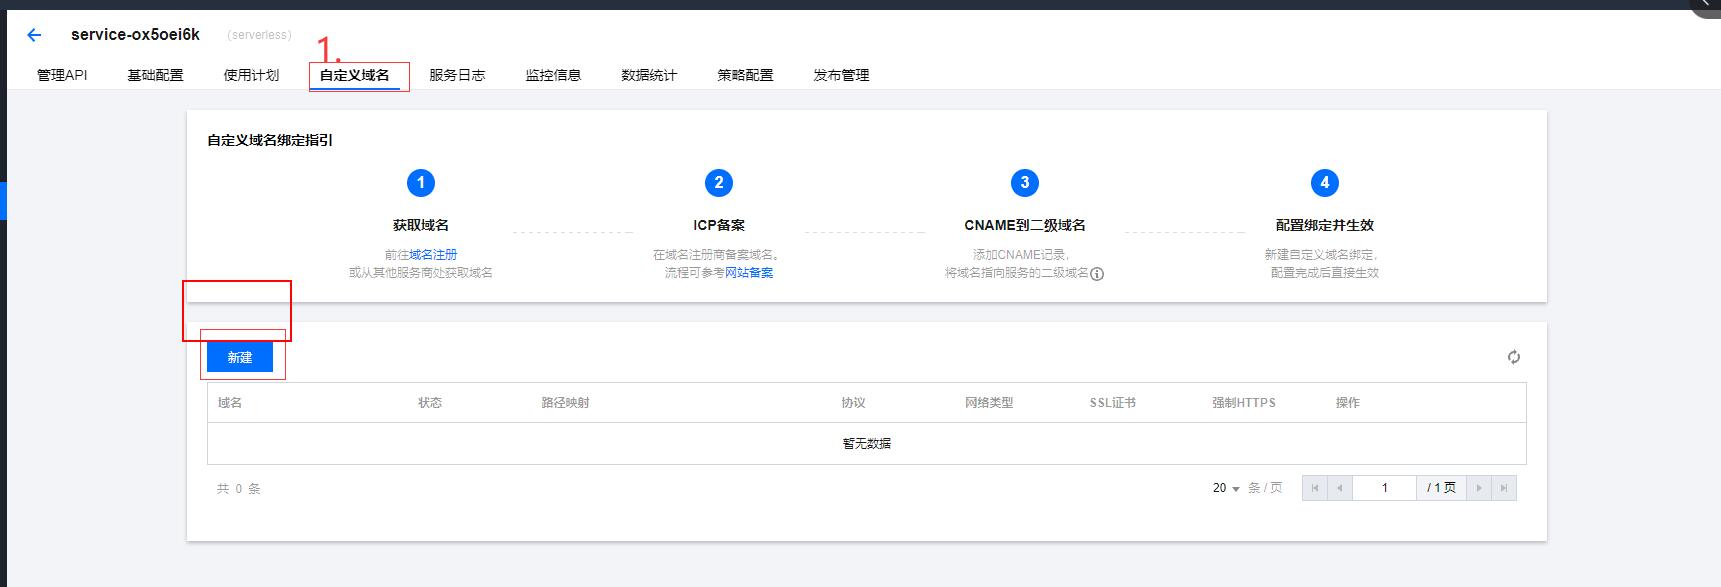 service-ox5oei6k (serverless)
1.
管理API 基础配置 使用计划 自定义域名 服务日志 监控信息 数据统计 策略配置 发布管理
自定义域名绑定指引
1 2 3 4
获取域名 ICP备案 CNAME到二级域名 配置绑定并生效
前往域名注册 在域名注册商备案域名。 添加CNAME记录, 新建自定义域名绑定,
或从其他服务商处获取域名 流程可参考网站备案 将域名指向服务的二级域名 配置完成后直接生效
新建
域名 状态 路径映射 协议 网络类型 SSL证书 强制HTTPS 操作
暂无数据
共 0 条 20 条 / 页 1 / 1 页